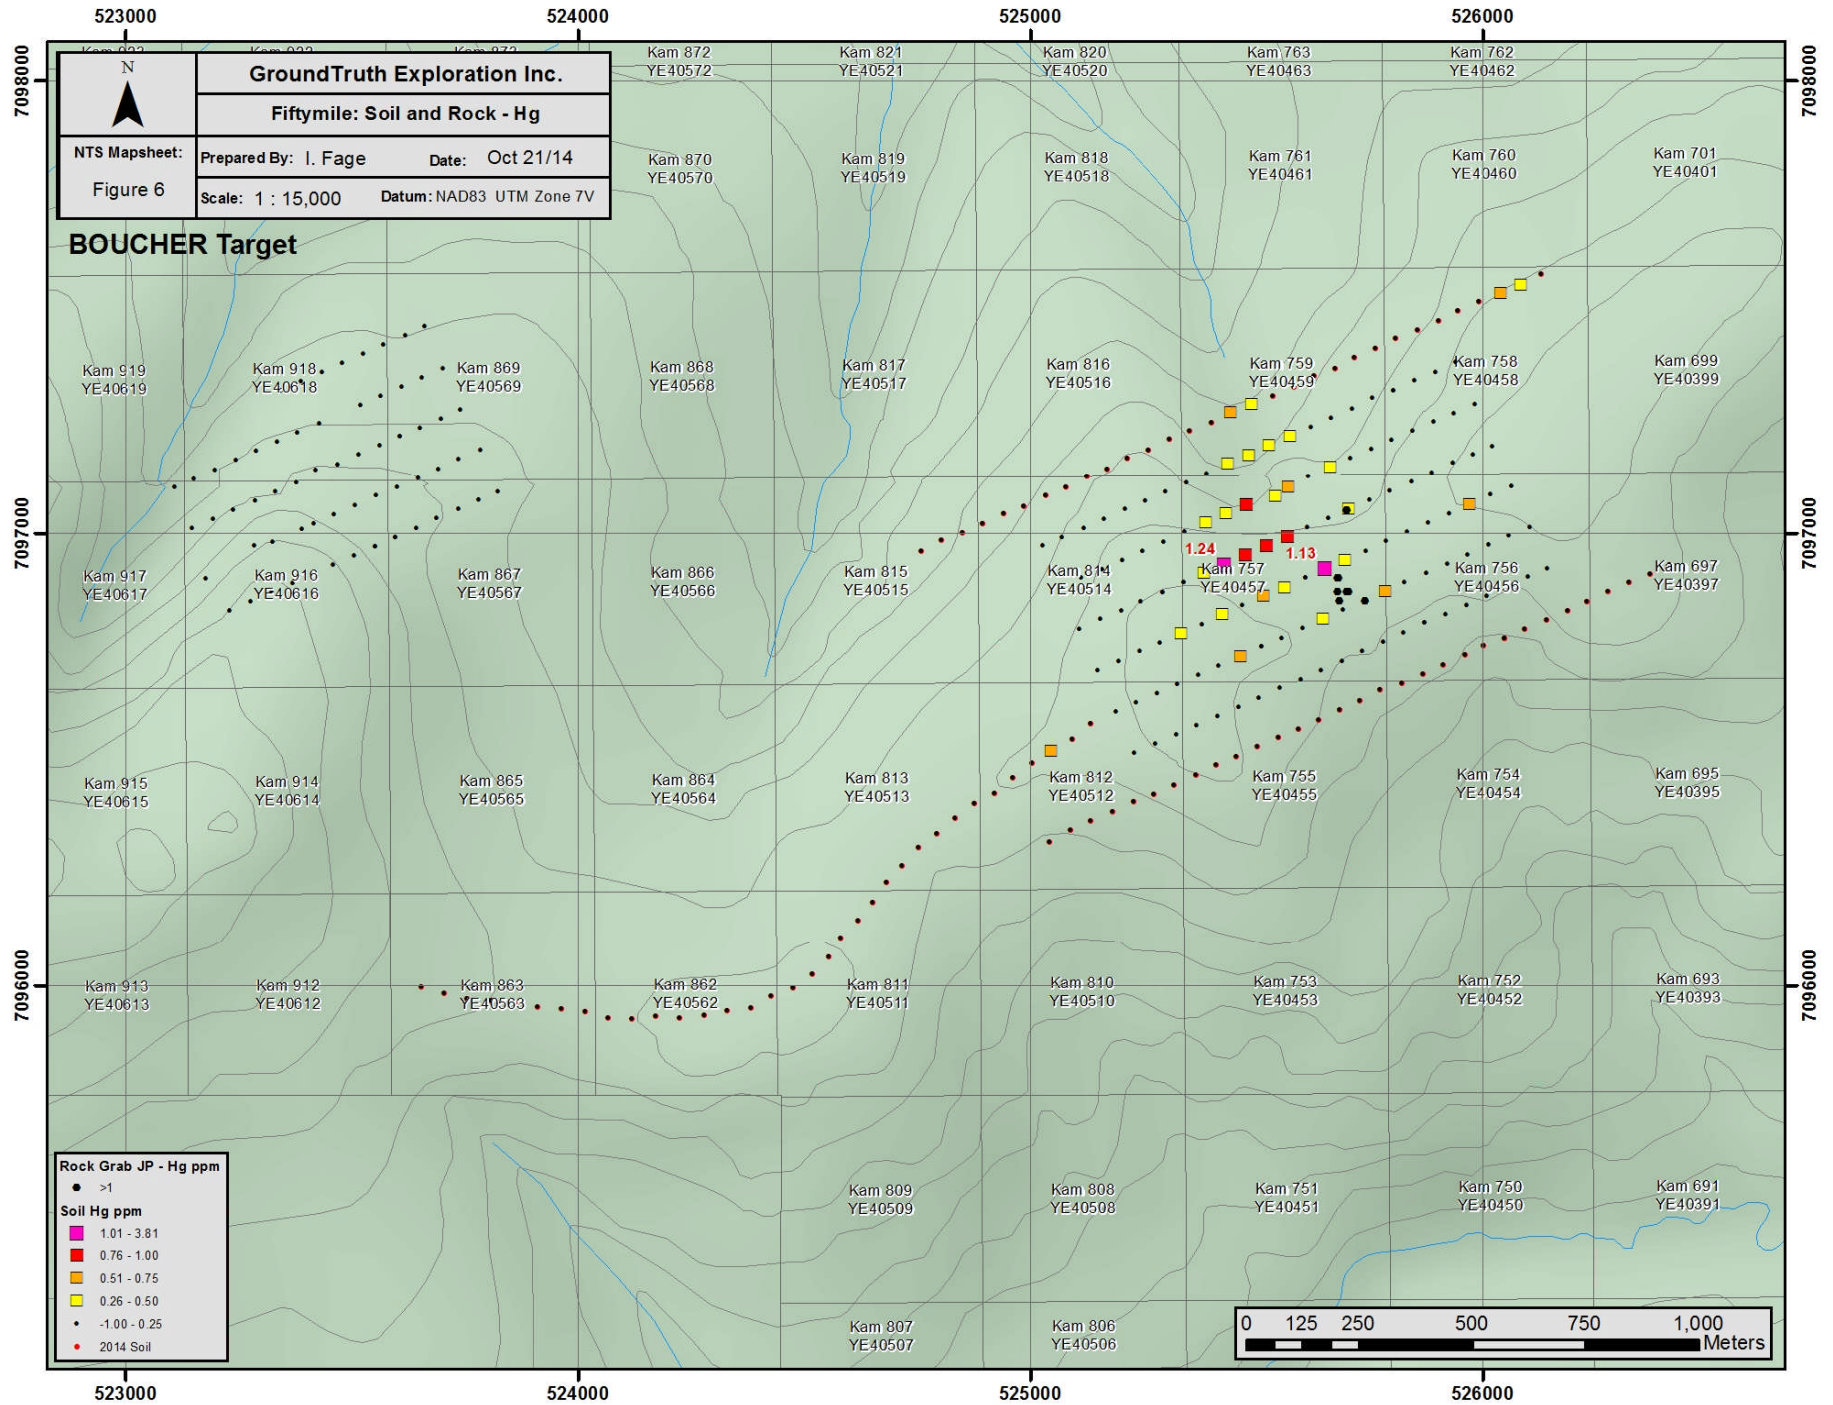 523000 524000 525000 526000
7098000
7097000
7096000
7098000
7097000
7096000
N
GroundTruth Exploration Inc.
Fiftymile: Soil and Rock - Hg
NTS Mapsheet:
Figure 6
Prepared By: I. Fage
Date: Oct 21/14
Scale: 1 : 15,000
Datum: NAD83 UTM Zone 7V
BOUCHER Target
Kam 872
YE40572
Kam 821
YE40521
Kam 820
YE40520
Kam 763
YE40463
Kam 762
YE40462
Kam 870
YE40570
Kam 819
YE40519
Kam 818
YE40518
Kam 761
YE40461
Kam 760
YE40460
Kam 701
YE40401
Kam 919
YE40619
Kam 918
YE40618
Kam 869
YE40569
Kam 868
YE40568
Kam 817
YE40517
Kam 816
YE40516
Kam 759
YE40459
Kam 758
YE40458
Kam 699
YE40399
1.24
1.13
Kam 917
YE40617
Kam 916
YE40616
Kam 867
YE40567
Kam 866
YE40566
Kam 815
YE40515
Kam 814
YE40514
Kam 757
YE40457
Kam 756
YE40456
Kam 697
YE40397
Kam 915
YE40615
Kam 914
YE40614
Kam 865
YE40565
Kam 864
YE40564
Kam 813
YE40513
Kam 812
YE40512
Kam 755
YE40455
Kam 754
YE40454
Kam 695
YE40395
Kam 913
YE40613
Kam 912
YE40612
Kam 863
YE40563
Kam 862
YE40562
Kam 811
YE40511
Kam 810
YE40510
Kam 753
YE40453
Kam 752
YE40452
Kam 693
YE40393
Kam 809
YE40509
Kam 808
YE40508
Kam 751
YE40451
Kam 750
YE40450
Kam 691
YE40391
Kam 807
YE40507
Kam 806
YE40506
Rock Grab JP - Hg ppm
>1
Soil Hg ppm
1.01 - 3.81
0.76 - 1.00
0.51 - 0.75
0.26 - 0.50
-1.00 - 0.25
2014 Soil
0 125 250 500 750 1,000
Meters
523000 524000 525000 526000